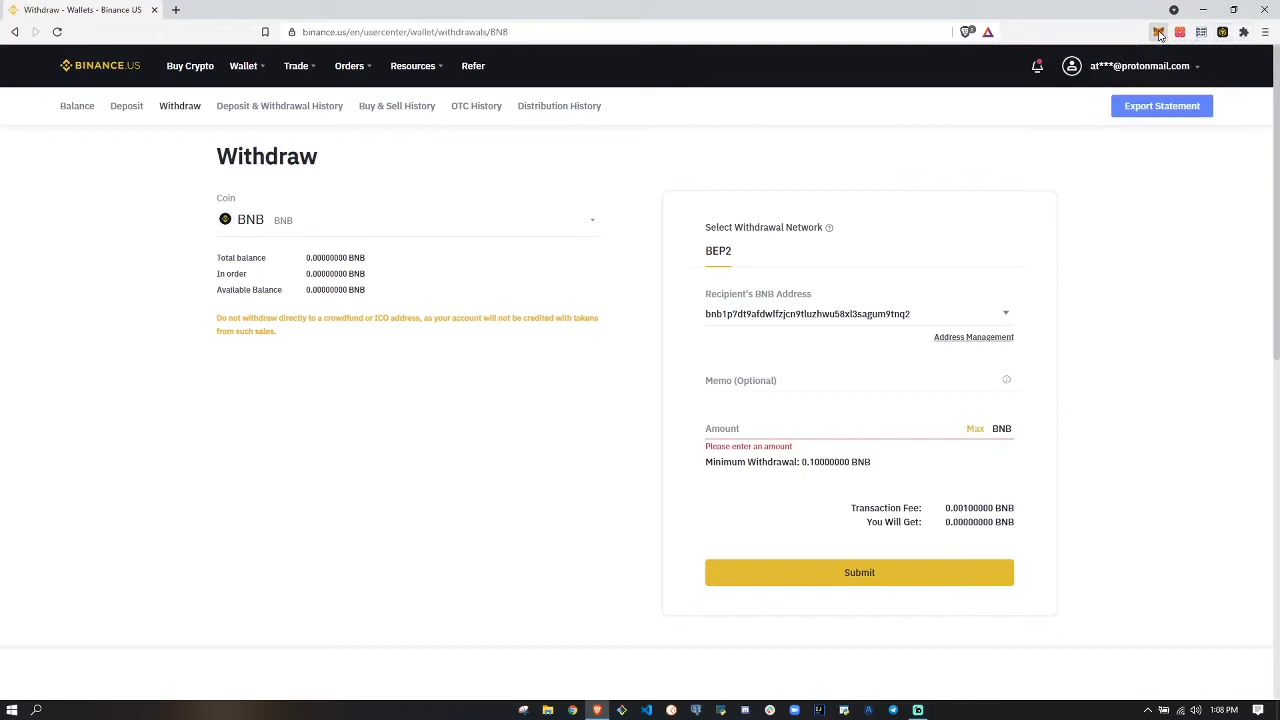 Withdraw - Wallets - Binance.US
binance.us/en/usercenter/wallet/withdrawals/BNB
BINANCE.US Buy Crypto Wallet Trade Orders Resources Refer at***@protonmail.com
Balance Deposit Withdraw Deposit & Withdrawal History Buy & Sell History OTC History Distribution History Export Statement
Withdraw
Coin
BNB BNB
Total balance 0.00000000 BNB
In order 0.00000000 BNB
Available Balance 0.00000000 BNB
Do not withdraw directly to a crowdfund or ICO address, as your account will not be credited with tokens
from such sales.
Select Withdrawal Network
BEP2
Recipient's BNB Address
bnb1p7dt9afdwlfzjcn9tluzhwu58xl3sagum9tnq2
Address Management
Memo (Optional)
Amount Max BNB
Please enter an amount
Minimum Withdrawal: 0.10000000 BNB
Transaction Fee: 0.00100000 BNB
You Will Get: 0.00000000 BNB
Submit
1:08 PM